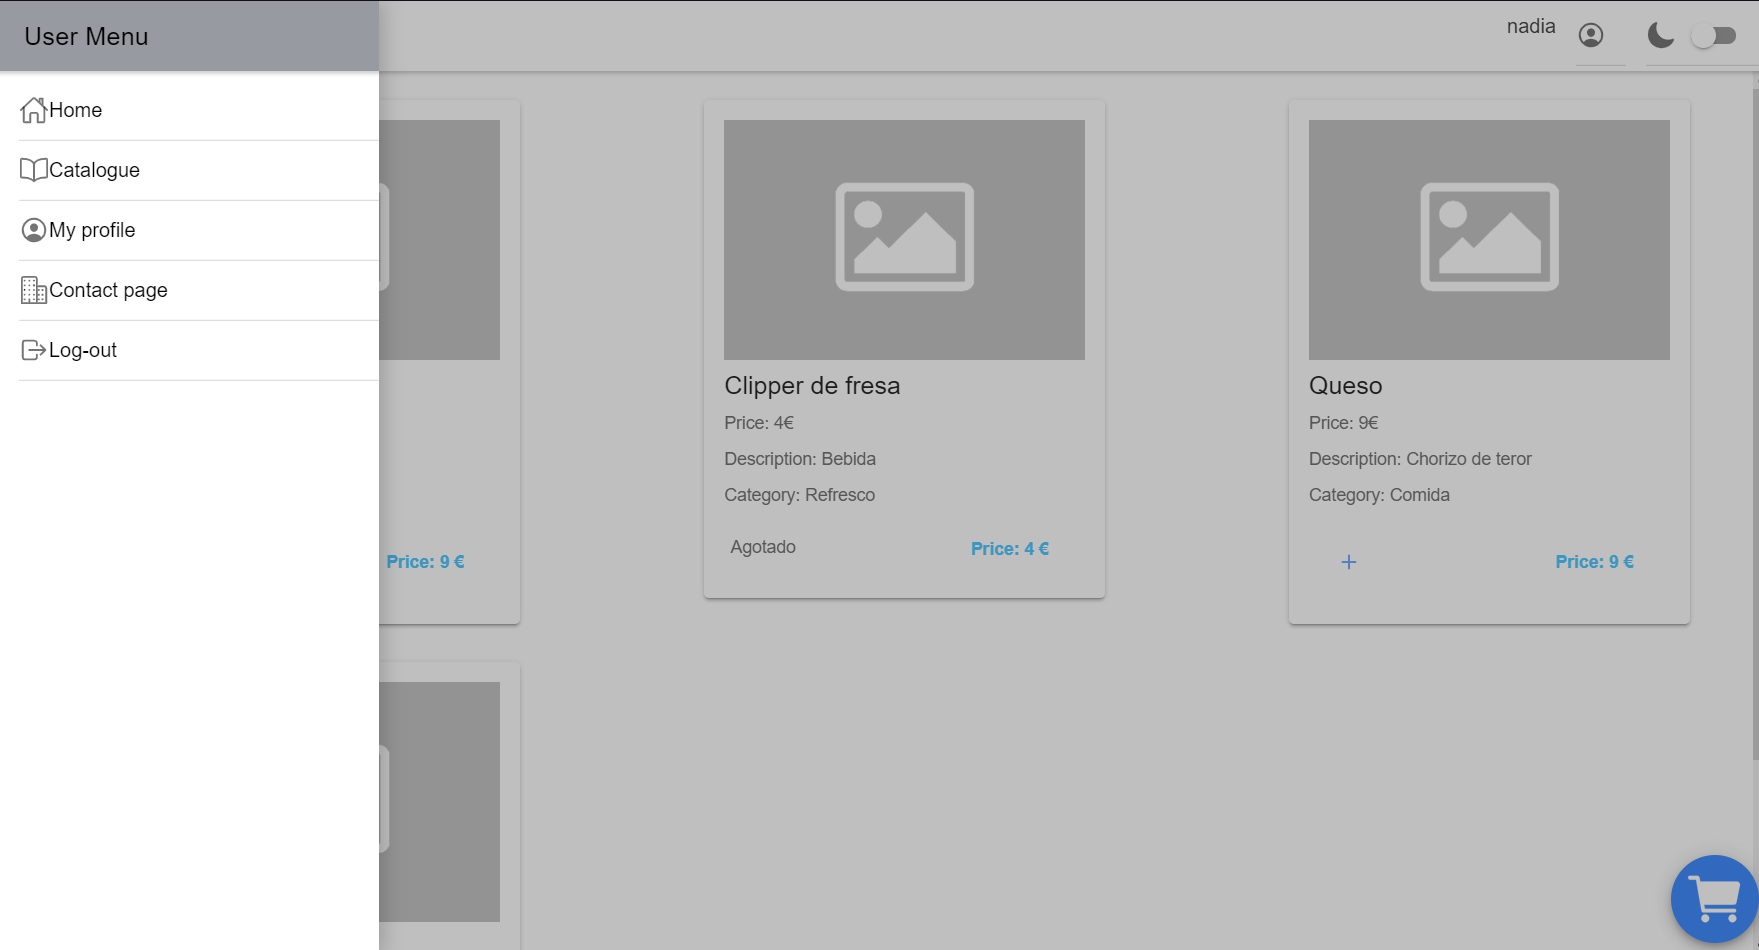 User Menu
nadia
Home
Catalogue
My profile
Contact page
Log-out
Price: 9 €
Clipper de fresa
Price: 4€
Description: Bebida
Category: Refresco
Agotado
Price: 4 €
Queso
Price: 9€
Description: Chorizo de teror
Category: Comida
+
Price: 9 €